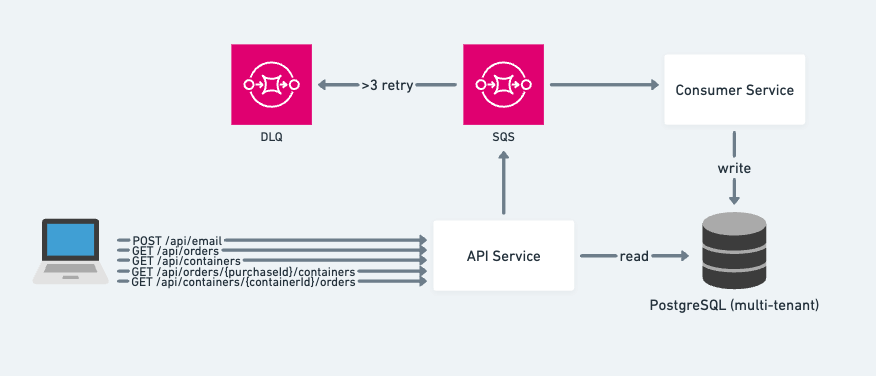 >3 retry
Consumer Service
DLQ
SQS
write
POST /api/email
GET /api/orders
GET /api/containers
GET /api/orders/{purchaseId}/containers
GET /api/containers/{containerId}/orders
API Service
read
PostgreSQL (multi-tenant)